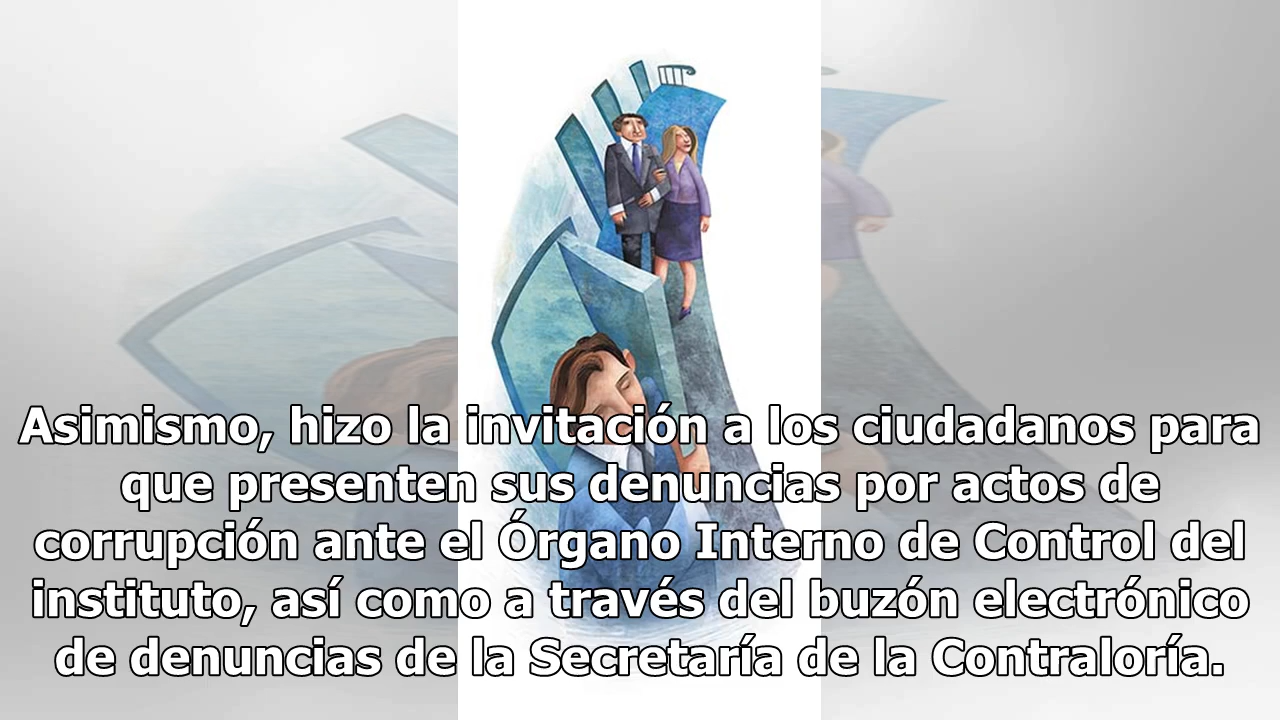 Asimismo, hizo la invitación a los ciudadanos para
que presenten sus denuncias por actos de
corrupción ante el Órgano Interno de Control del
instituto, así como a través del buzón electrónico
de denuncias de la Secretaría de la Contraloría.